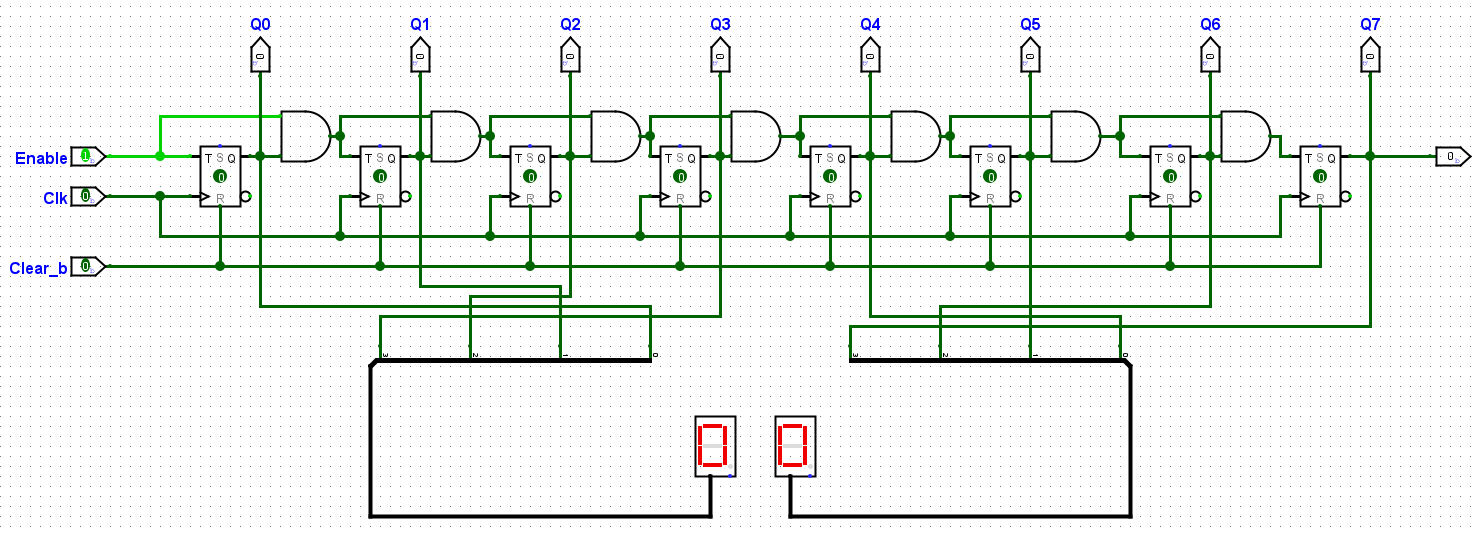 Q0 Q1 Q2 Q3 Q4 Q5 Q6 Q7
0 0 0 0 0 0 0 0
Enable 1
T S Q T S Q T S Q T S Q T S Q T S Q T S Q T S Q 0
0 0 0 0 0 0 0 0
Clk 0
R R R R R R R R
Clear_b 0
3 2 1 0 3 2 1 0
0 0